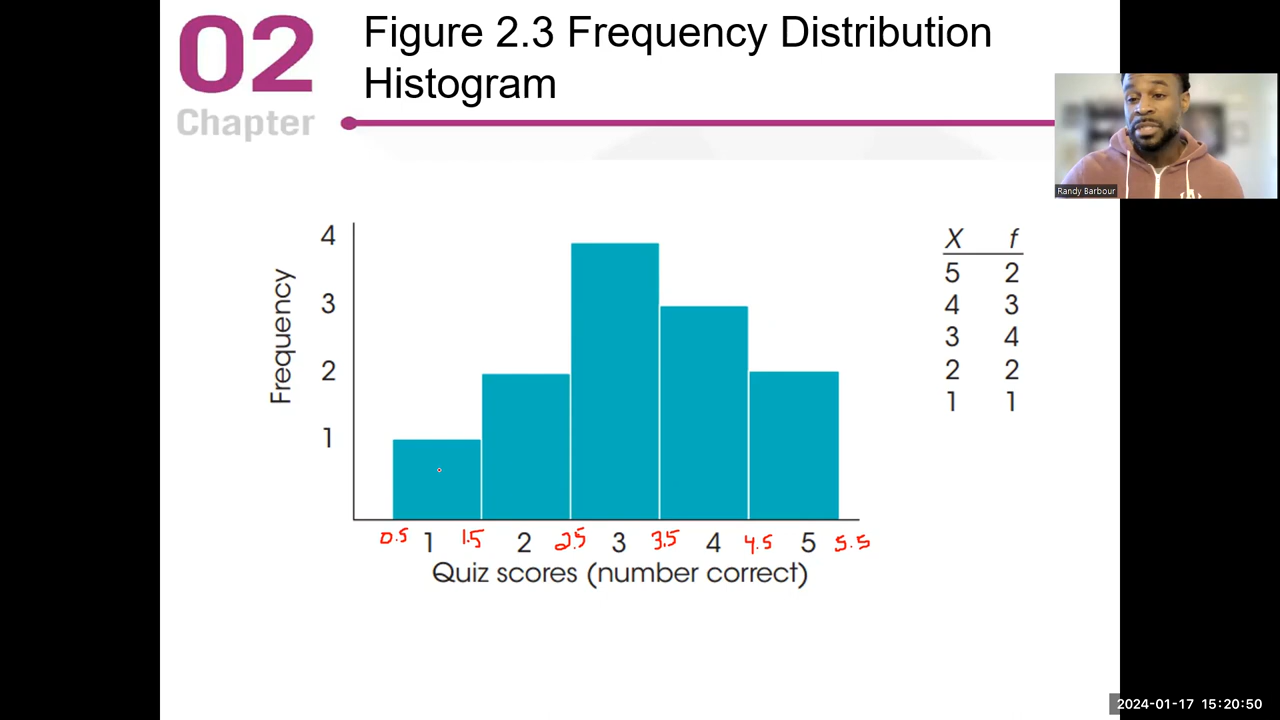 02
Chapter
Figure 2.3 Frequency Distribution
Histogram
Randy Barbour
Frequency
4
3
2
1
0.5 1 1.5 2 2.5 3 3.5 4 4.5 5 5.5
Quiz scores (number correct)
X f
5 2
4 3
3 4
2 2
1 1
2024-01-17 15:20:50